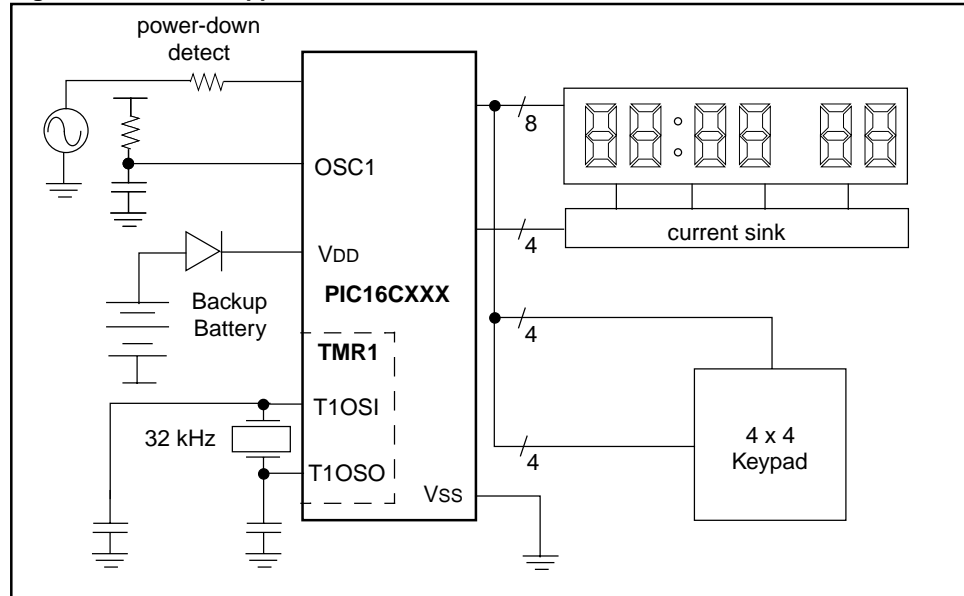 power-down
detect
OSC1
VDD
PIC16CXXX
Backup
Battery
TMR1
T1OSI
32 kHz
T1OSO
VSS
8
current sink
4
4
4
4 x 4
Keypad